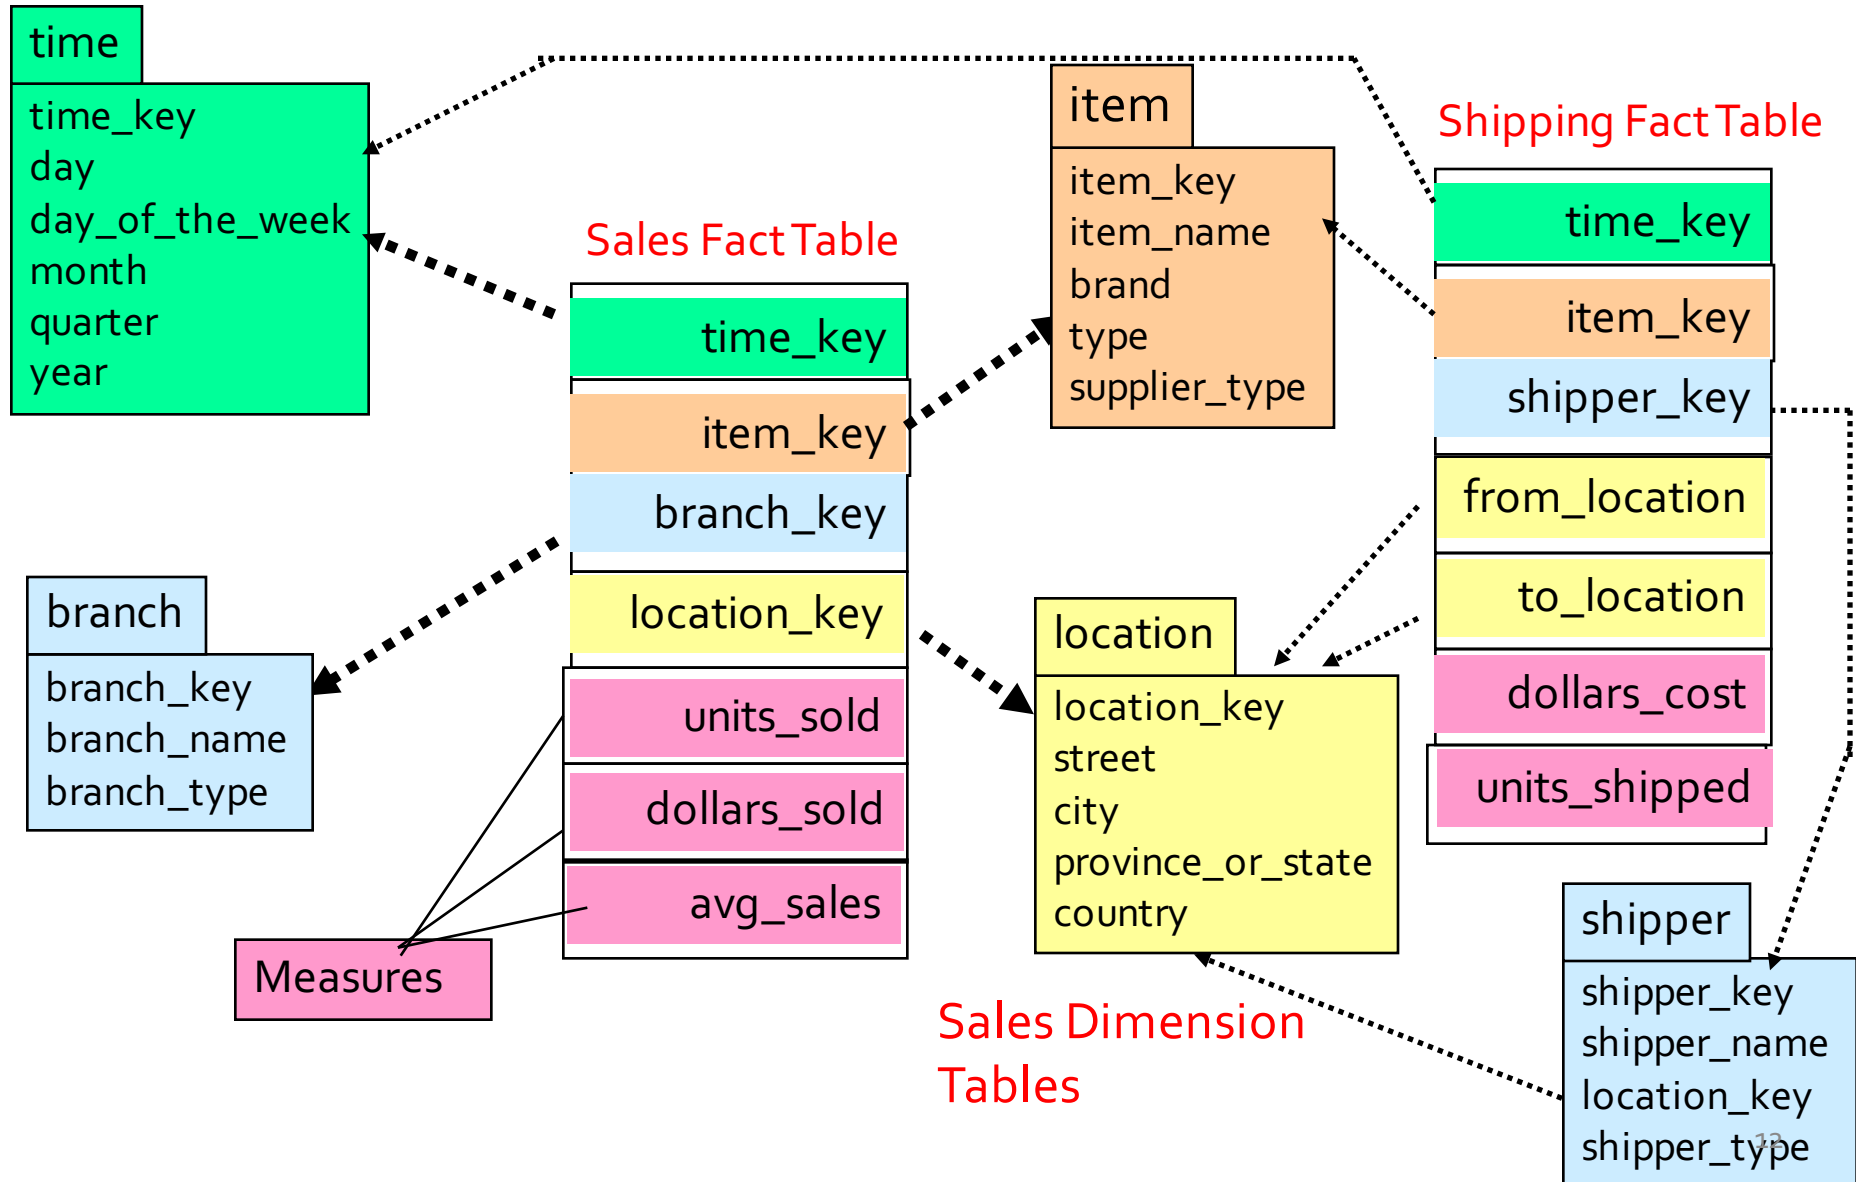 time
time_key
day
day_of_the_week
month
quarter
year
Sales Fact Table
time_key
item_key
branch_key
location_key
units_sold
dollars_sold
avg_sales
branch
branch_key
branch_name
branch_type
Measures
item
item_key
item_name
brand
type
supplier_type
location
location_key
street
city
province_or_state
country
Sales Dimension
Tables
Shipping Fact Table
time_key
item_key
shipper_key
from_location
to_location
dollars_cost
units_shipped
shipper
shipper_key
shipper_name
location_key
shipper_type
12